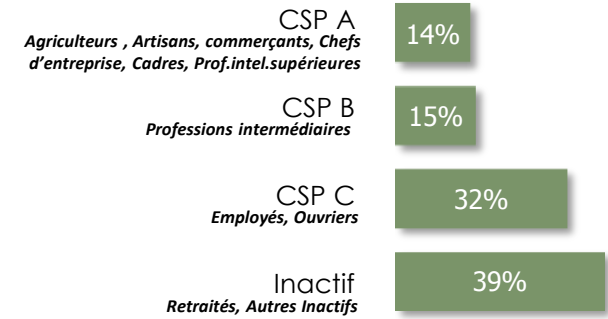 CSP A
Agriculteurs , Artisans, commerçants, Chefs
d’entreprise, Cadres, Prof.intel.supérieures
14%
CSP B
Professions intermédiaires
15%
CSP C
Employés, Ouvriers
32%
Inactif
Retraités, Autres Inactifs
39%